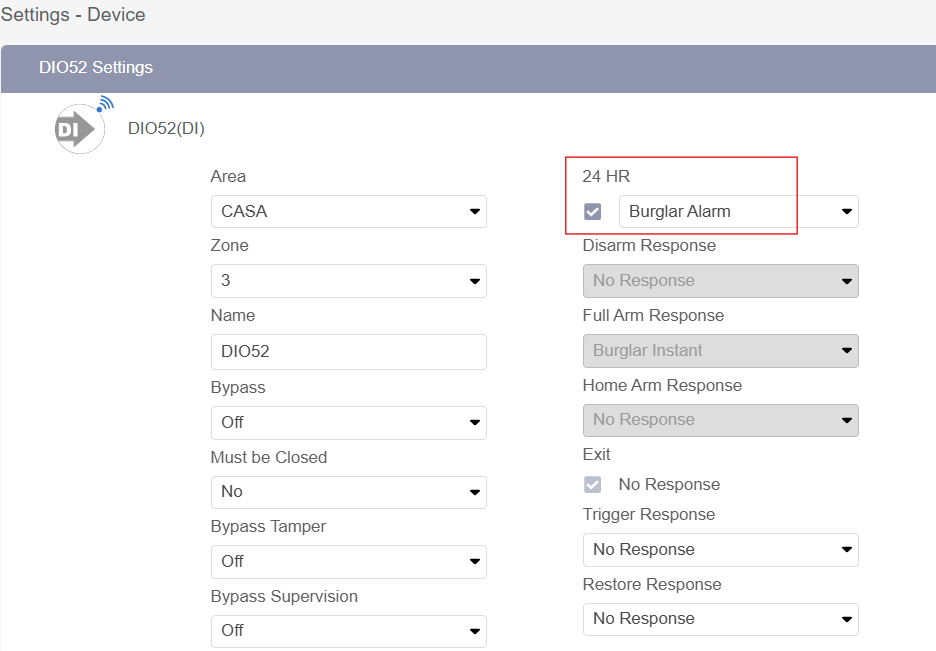 Settings - Device
DIO52 Settings
DI
DIO52(DI)
Area
CASA
Zone
3
Name
DIO52
Bypass
Off
Must be Closed
No
Bypass Tamper
Off
Bypass Supervision
Off
24 HR
Burglar Alarm
Disarm Response
No Response
Full Arm Response
Burglar Instant
Home Arm Response
No Response
Exit
No Response
Trigger Response
No Response
Restore Response
No Response